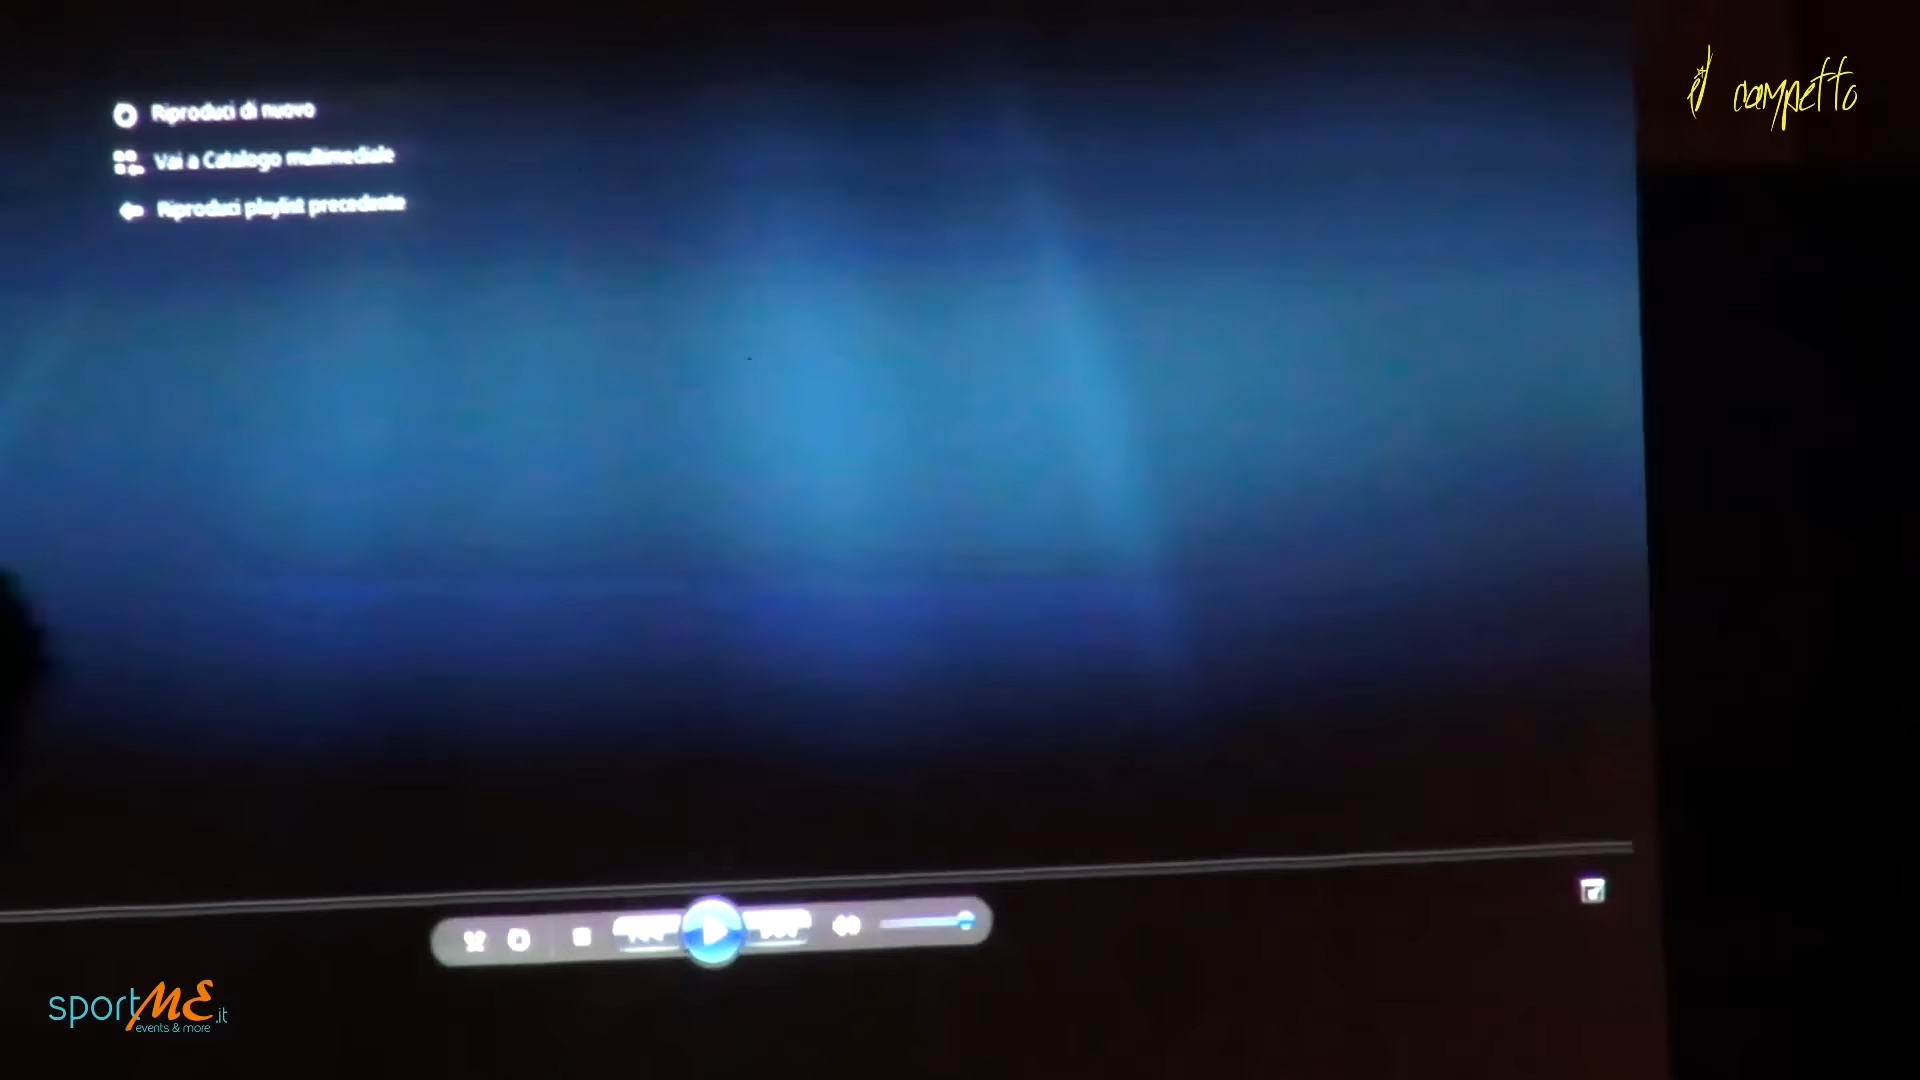 il campetto
Riproduci di nuovo
Vai a Catalogo multimediale
Riproduci playlist precedente
sportME.it
events & more